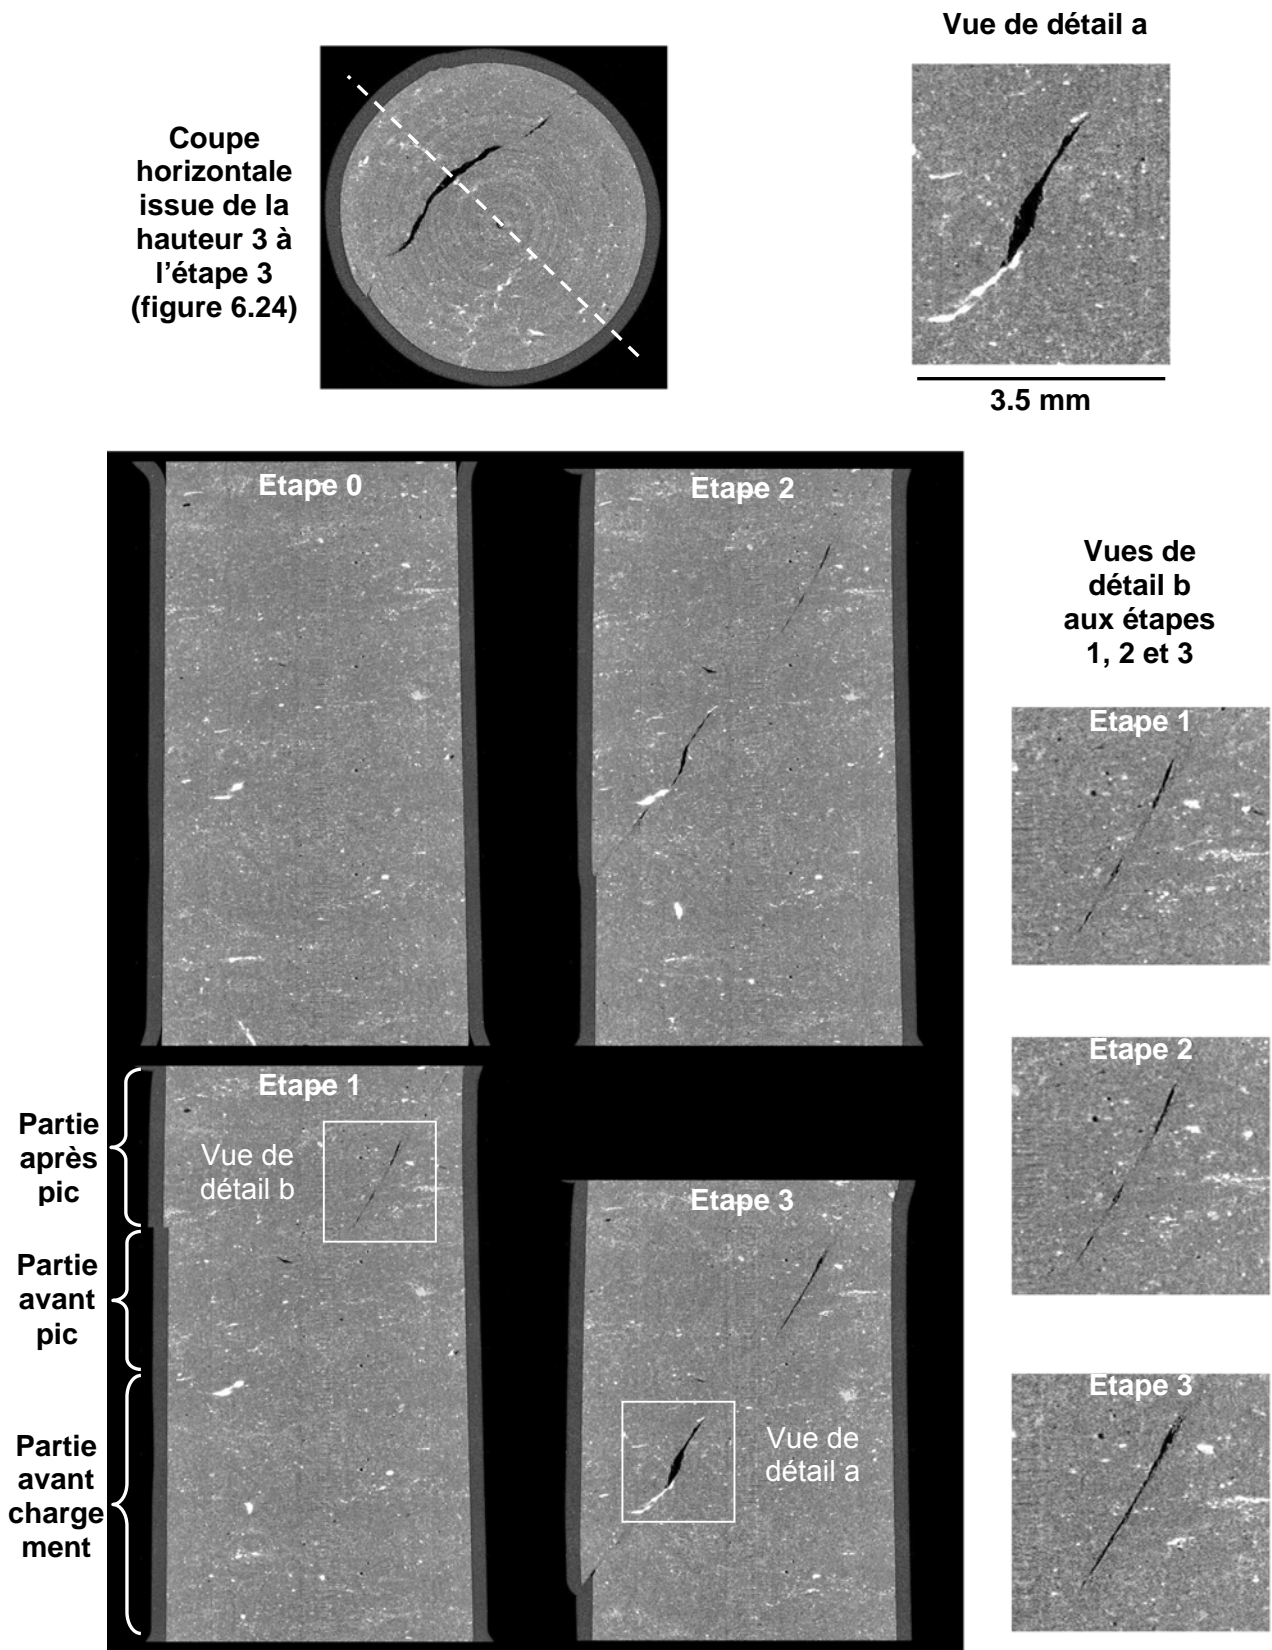 Vue de détail a
Coupe
horizontale
issue de la
hauteur 3 à
l'étape 3
(figure 6.24)
3.5 mm
Etape 0
Etape 2
Vues de
détail b
aux étapes
1, 2 et 3
Etape 1
Etape 2
Etape 3
Etape 1
Vue de
détail b
Partie
après
pic
Partie
avant
pic
Partie
avant
charge
ment
Etape 3
Vue de
détail a